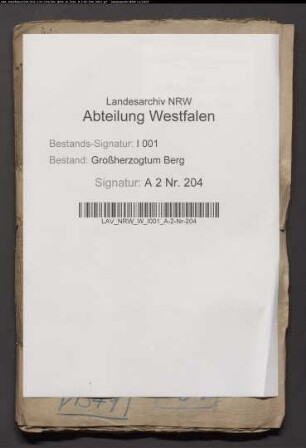 Landesarchiv NRW
Abteilung Westfalen
Bestands-Signatur: I 001
Bestand: Großherzogtum Berg
Signatur: A 2 Nr. 204
LAV_NRW_W_I001_A-2-Nr-204